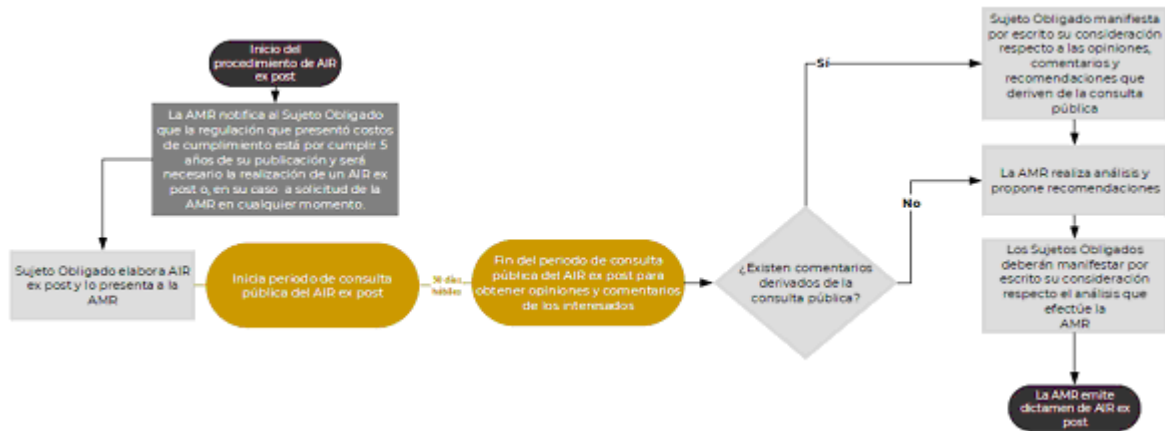 Inicio del
procedimiento de AIR
ex post
La AMR notifica al Sujeto Obligado
que la regulación que presentó costos
de cumplimiento está por cumplir 5
años de su publicación y será
necesario la realización de un AIR ex
post o, en su caso a solicitud de la
AMR en cualquier momento.
Sujeto Obligado elabora AIR
ex post y lo presenta a la
AMR
Inicia periodo de consulta
pública del AIR ex post
30 días
hábiles
Fin del periodo de consulta
pública del AIR ex post para
obtener opiniones y comentarios
de los interesados
¿Existen comentarios
derivados de la
consulta pública?
Sí
No
Sujeto Obligado manifiesta
por escrito su consideración
respecto a las opiniones,
comentarios y
recomendaciones que
deriven de la consulta
pública
La AMR realiza análisis y
propone recomendaciones
Los Sujetos Obligados
deberán manifestar por
escrito su consideración
respecto el análisis que
efectúe la
AMR
La AMR emite
dictamen de AIR ex
post